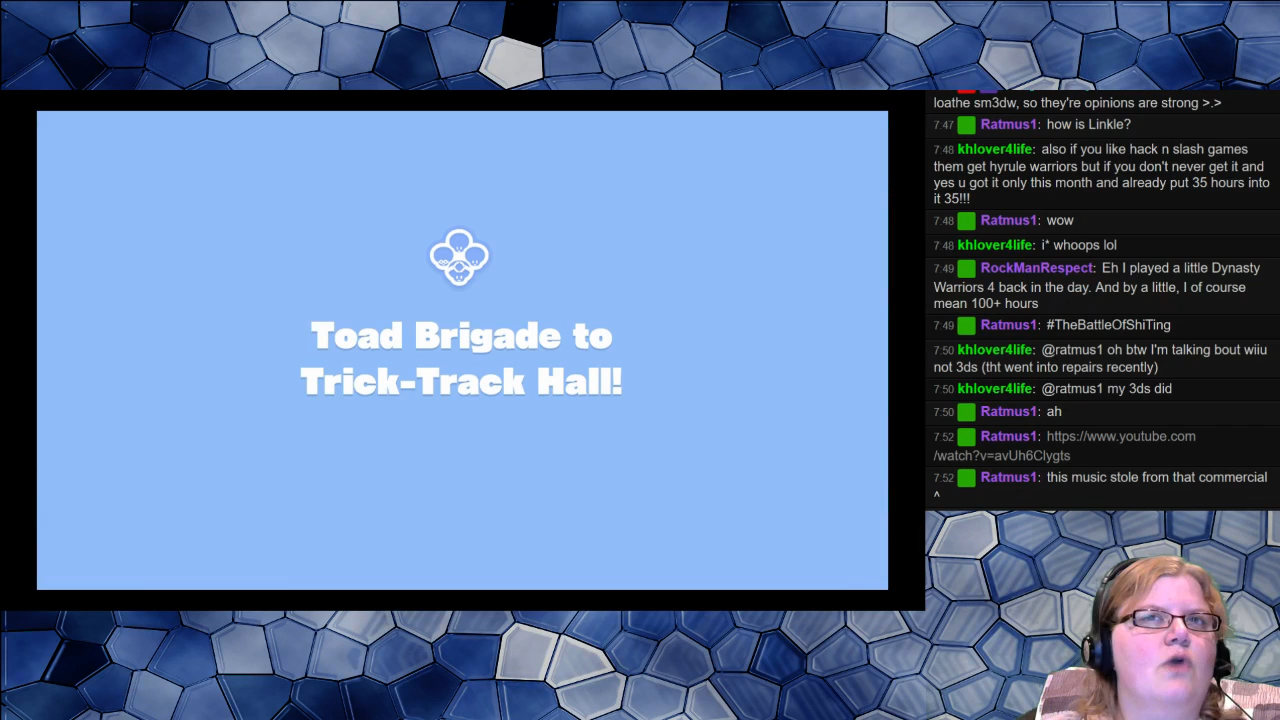 Toad Brigade to
Trick-Track Hall!
loathe sm3dw, so they're opinions are strong >.>
7:47 Ratmus1: how is Linkle?
7:48 khlover4life: also if you like hack n slash games
them get hyrule warriors but if you don't never get it and
yes u got it only this month and already put 35 hours into
it 35!!!
7:48 Ratmus1: wow
7:48 khlover4life: i* whoops lol
7:49 RockManRespect: Eh I played a little Dynasty
Warriors 4 back in the day. And by a little, I of course
mean 100+ hours
7:49 Ratmus1: #TheBattleOfShiTing
7:50 khlover4life: @ratmus1 oh btw I'm talking bout wiiu
not 3ds (tht went into repairs recently)
7:50 khlover4life: @ratmus1 my 3ds did
7:50 Ratmus1: ah
7:52 Ratmus1: https://www.youtube.com
/watch?v=avUh6Clygts
7:52 Ratmus1: this music stole from that commercial
^